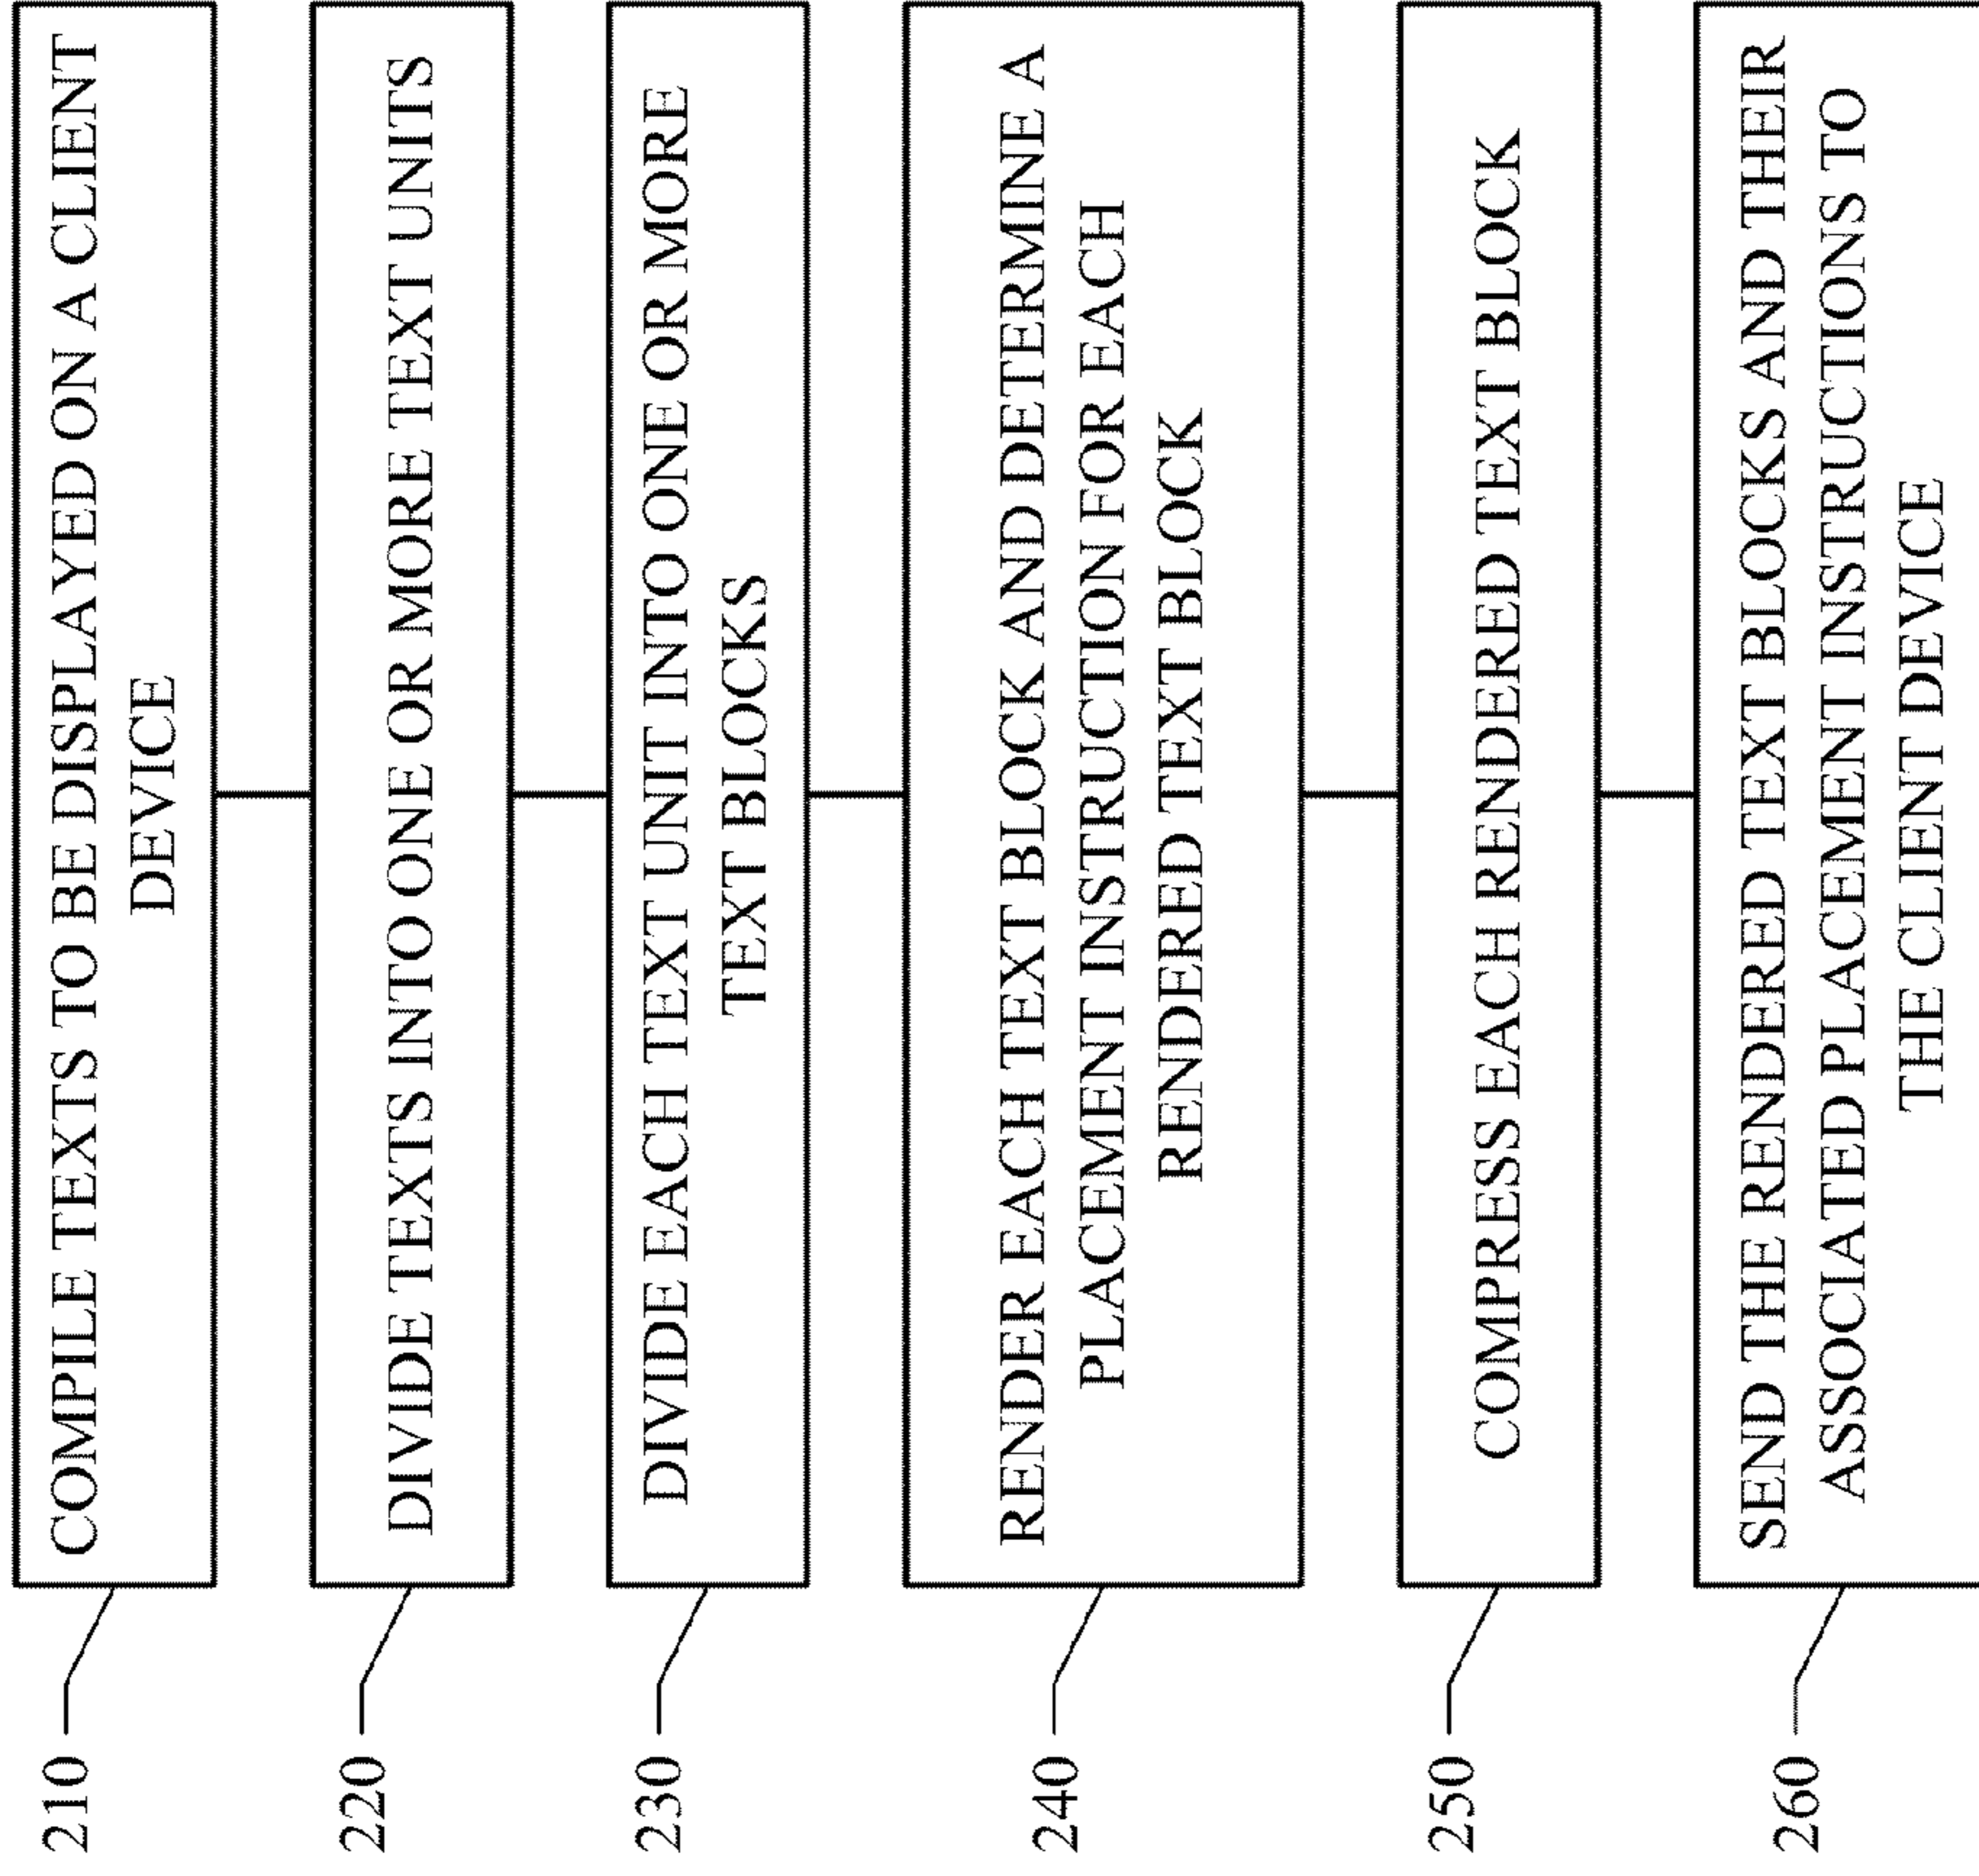 210
COMPILE TEXTS TO BE DISPLAYED ON A CLIENT
DEVICE
220
DIVIDE TEXTS INTO ONE OR MORE TEXT UNITS
230
DIVIDE EACH TEXT UNIT INTO ONE OR MORE
TEXT BLOCKS
240
RENDER EACH TEXT BLOCK AND DETERMINE A
PLACEMENT INSTRUCTION FOR EACH
RENDERED TEXT BLOCK
250
COMPRESS EACH RENDERED TEXT BLOCK
260
SEND THE RENDERED TEXT BLOCKS AND THEIR
ASSOCIATED PLACEMENT INSTRUCTIONS TO
THE CLIENT DEVICE